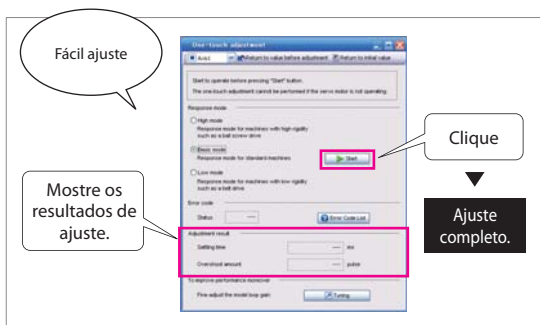 Fácil ajuste
One-touch adjustment
Axis1
Return to value before adjustment
Return to initial value
Start to operate before pressing "Start" button.
The one-touch adjustment cannot be performed if the servo motor is not operating.
Response mode
High mode
Response mode for machines with high rigidity
such as a ball screw drive
Basic mode
Response mode for standard machines
Start
Low mode
Response mode for machines with low rigidity
such as a belt drive
Error code
Status
Error Code List
Adjustment result
Settling time
ms
Overshoot amount
pulse
To improve performance moreover
Fine adjust the model loop gain
Tuning
Clique
Ajuste
completo.
Mostre os
resultados de
ajuste.